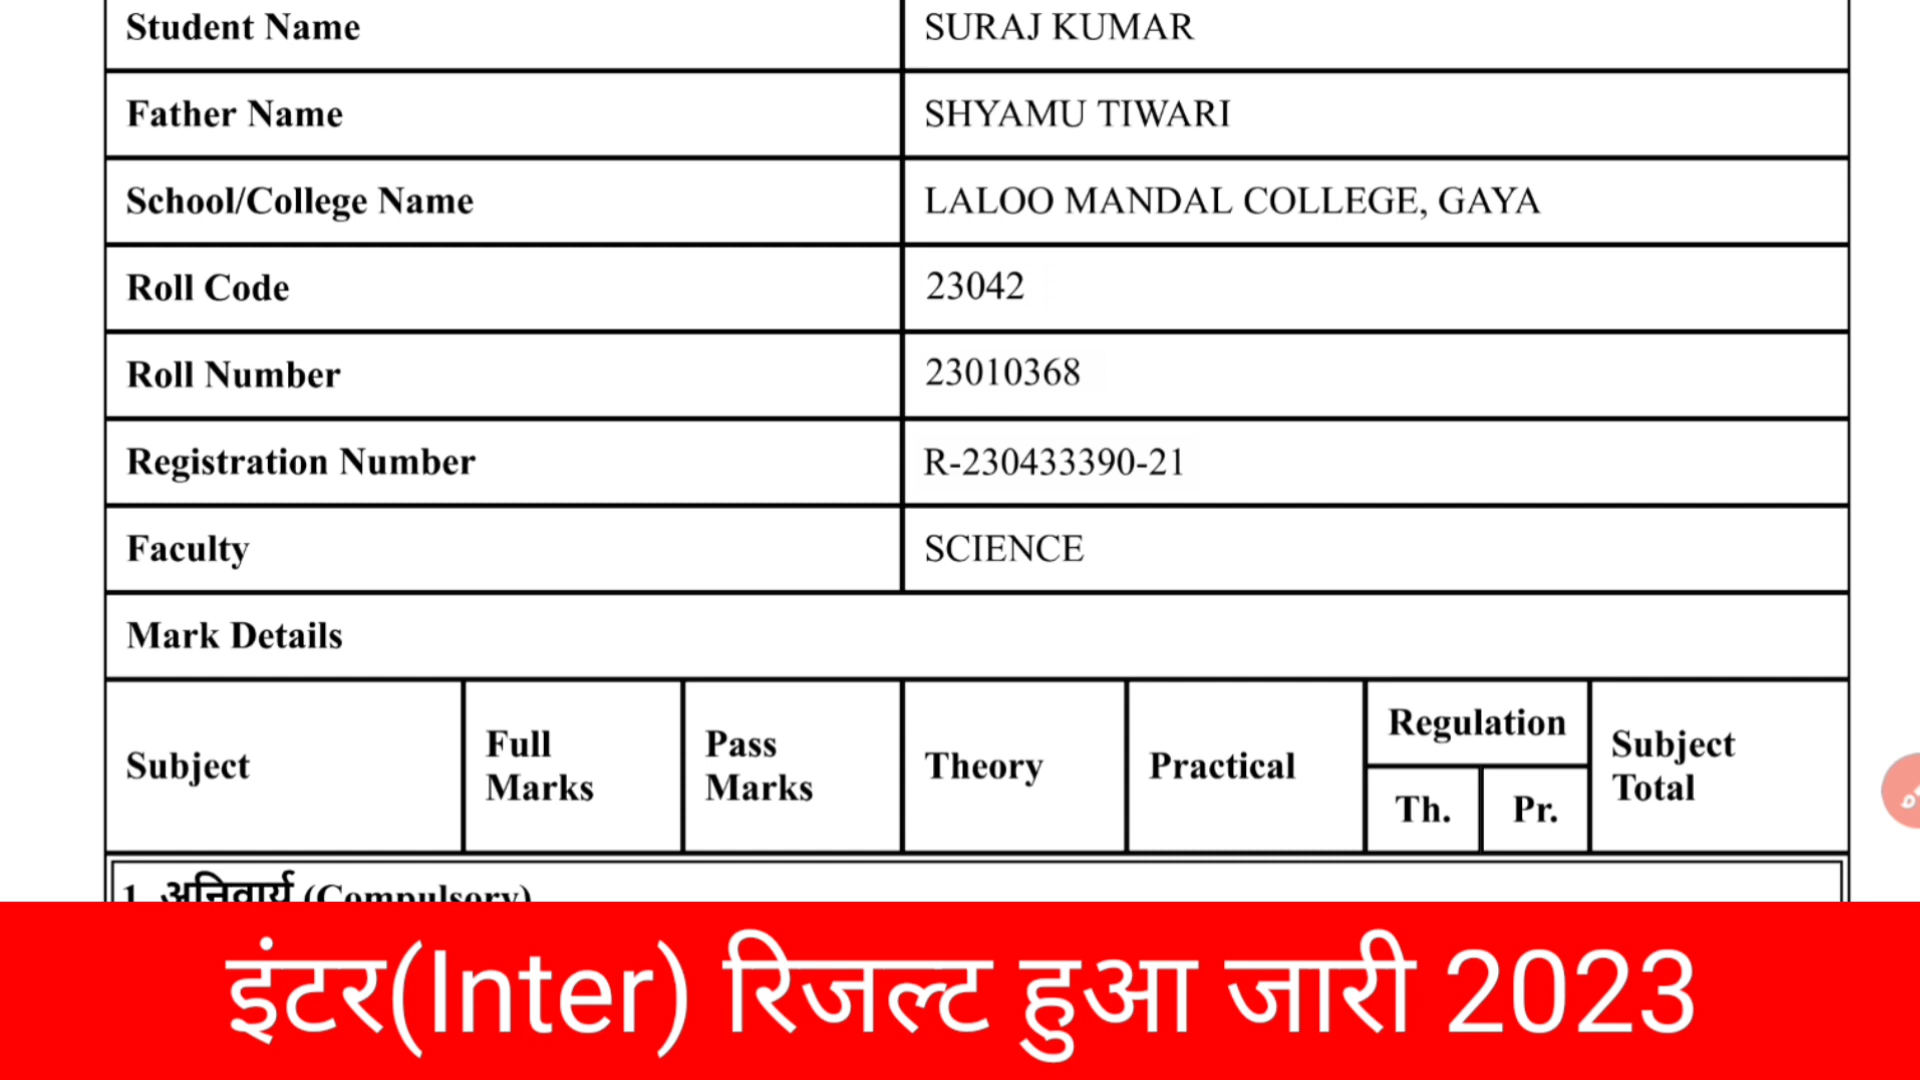 Student Name SURAJ KUMAR
Father Name SHYAMU TIWARI
School/College Name LALOO MANDAL COLLEGE, GAYA
Roll Code 23042
Roll Number 23010368
Registration Number R-230433390-21
Faculty SCIENCE
Mark Details
Subject Full Marks Pass Marks Theory Practical Regulation Th. Pr. Subject Total
1. अनिवार्य (Compulsory)
इंटर(Inter) रिजल्ट हुआ जारी 2023